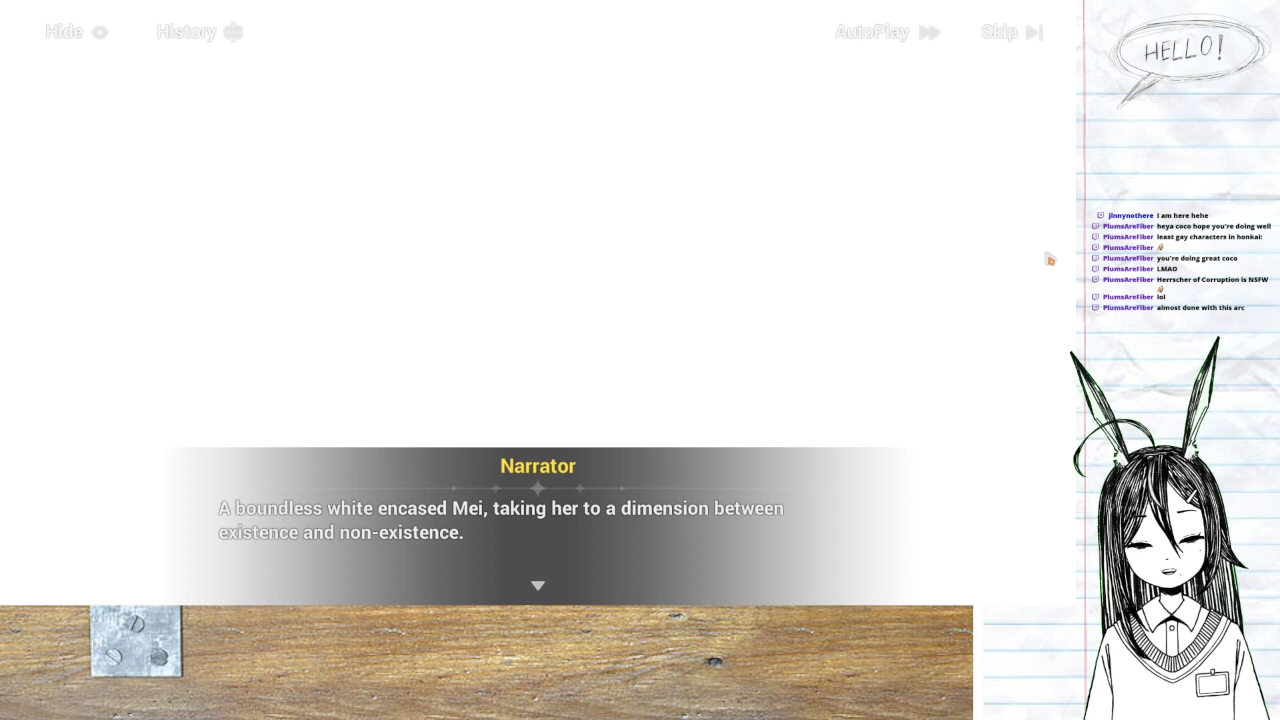 Hide
History
AutoPlay
Skip
HELLO!
jinnynothere I am here hehe
PlumsAreFiber heya coco hope you're doing well
PlumsAreFiber least gay characters in honkai:
PlumsAreFiber
PlumsAreFiber you're doing great coco
PlumsAreFiber LMAO
PlumsAreFiber Herrscher of Corruption is NSFW
PlumsAreFiber lol
PlumsAreFiber almost done with this arc
Narrator
A boundless white encased Mei, taking her to a dimension between
existence and non-existence.